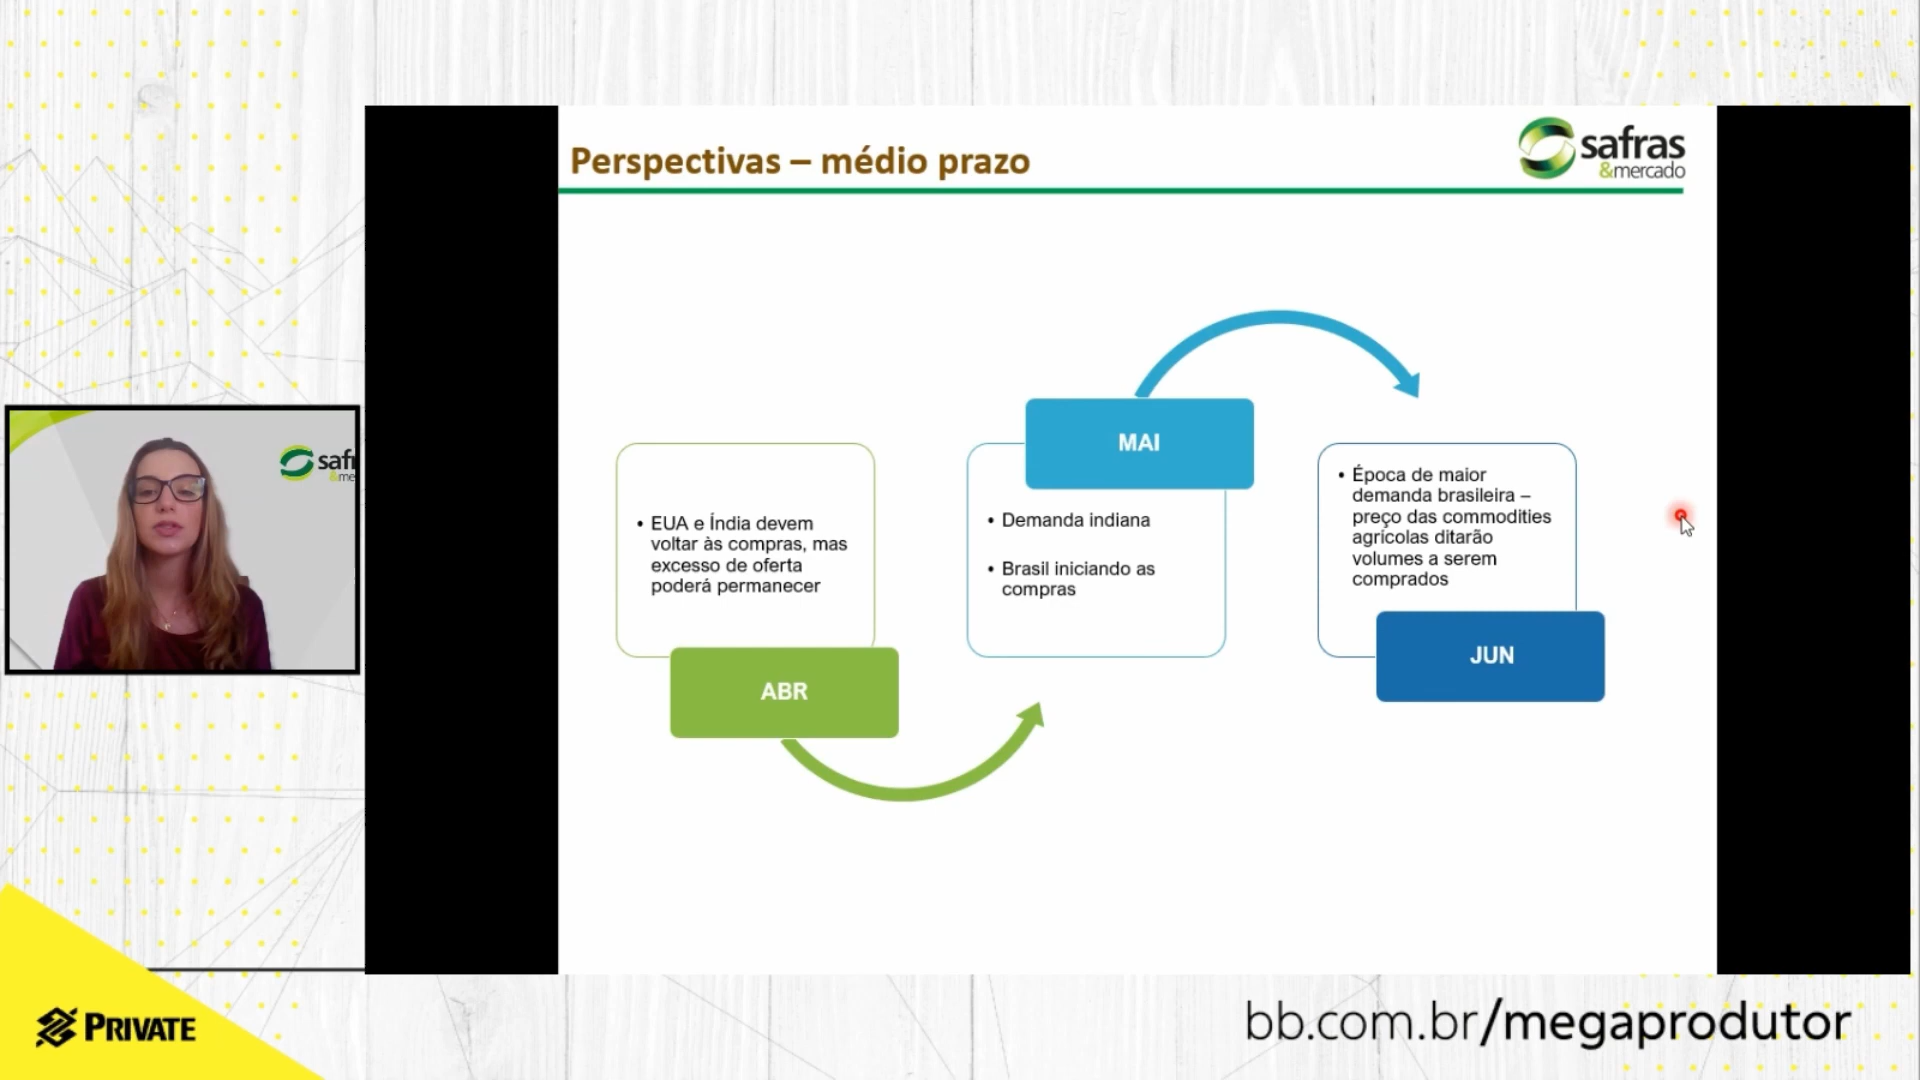 Perspectivas – médio prazo
safras
&mercado
• EUA e Índia devem
voltar às compras, mas
excesso de oferta
poderá permanecer
ABR
MAI
• Demanda indiana
• Brasil iniciando as
compras
• Época de maior
demanda brasileira –
preço das commodities
agrícolas ditarão
volumes a serem
comprados
JUN
safr
&me
PRIVATE
bb.com.br/megaprodutor